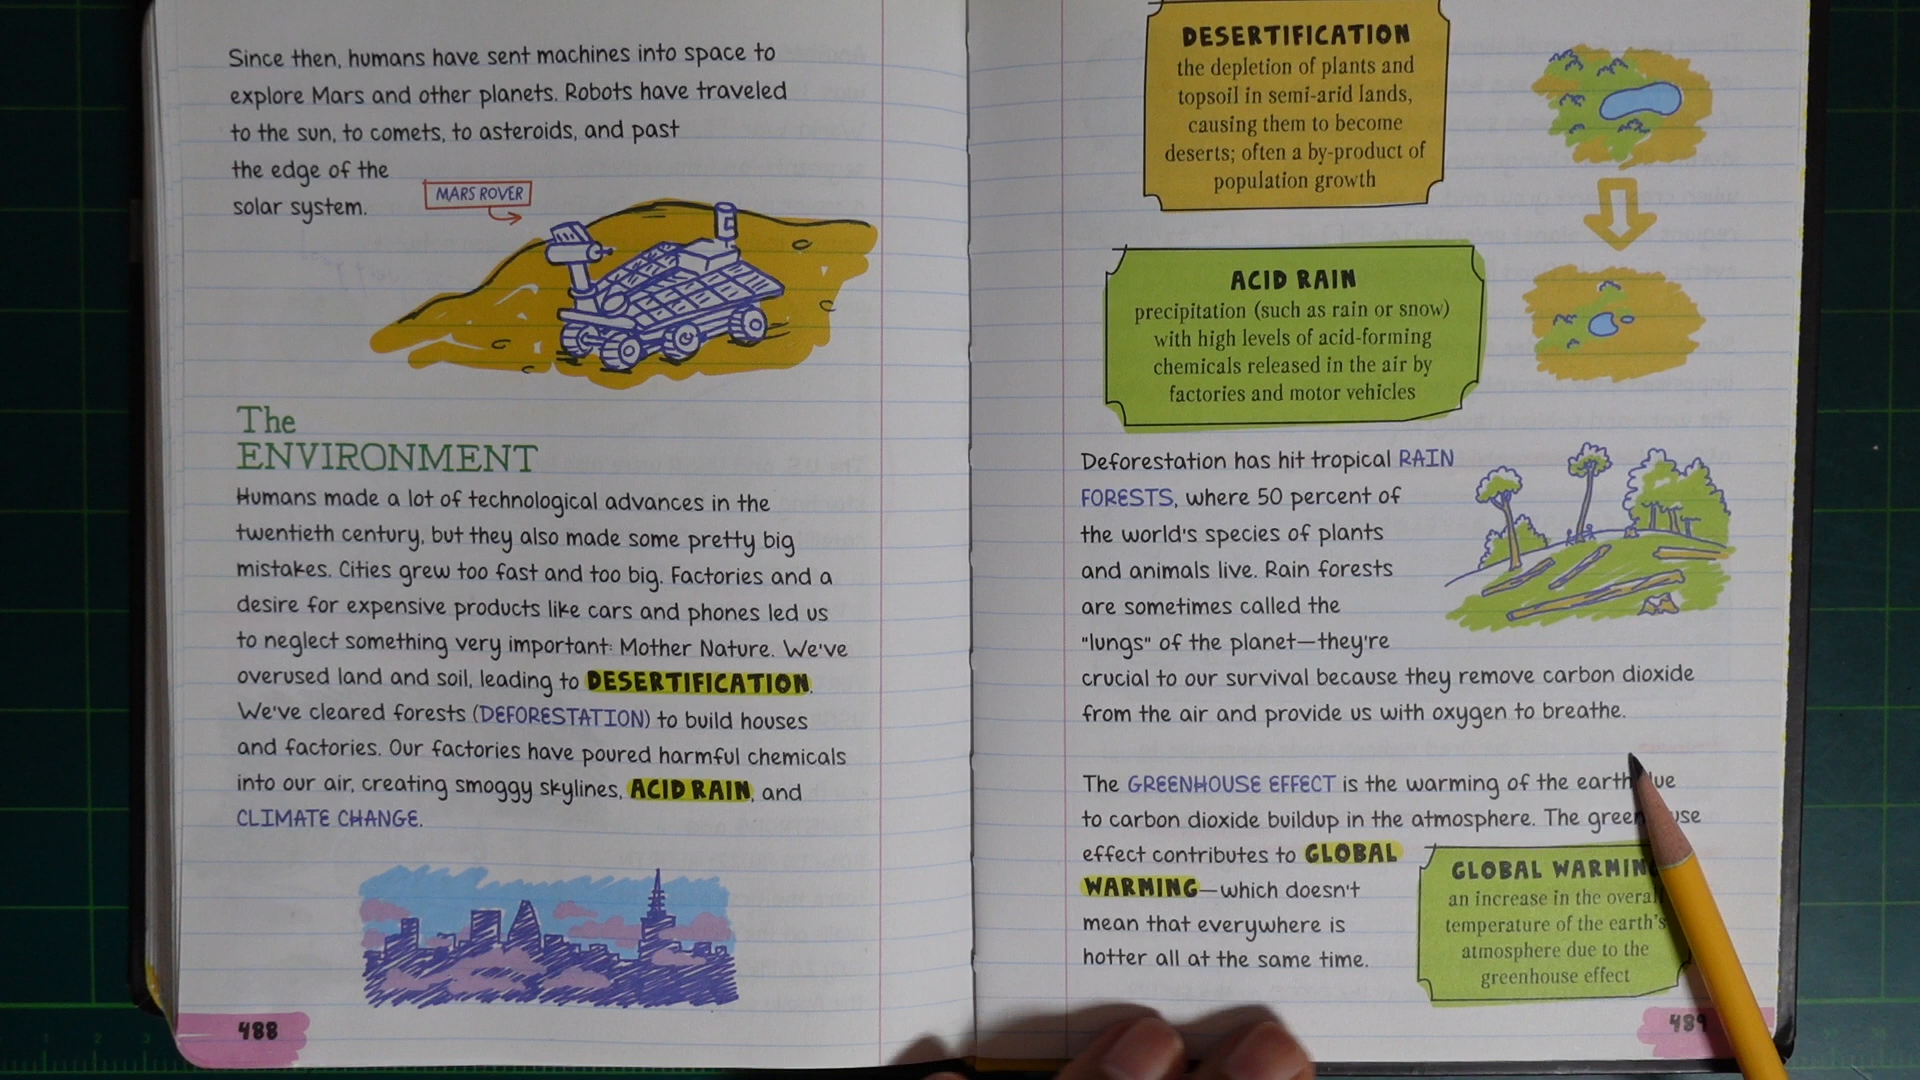 Since then, humans have sent machines into space to
explore Mars and other planets. Robots have traveled
to the sun, to comets, to asteroids, and past
the edge of the
solar system.
MARS ROVER
The
ENVIRONMENT
Humans made a lot of technological advances in the
twentieth century, but they also made some pretty big
mistakes. Cities grew too fast and too big. Factories and a
desire for expensive products like cars and phones led us
to neglect something very important: Mother Nature. We've
overused land and soil, leading to DESERTIFICATION.
We've cleared forests (DEFORESTATION) to build houses
and factories. Our factories have poured harmful chemicals
into our air, creating smoggy skylines, ACID RAIN, and
CLIMATE CHANGE.
488
DESERTIFICATION
the depletion of plants and
topsoil in semi-arid lands,
causing them to become
deserts; often a by-product of
population growth
ACID RAIN
precipitation (such as rain or snow)
with high levels of acid-forming
chemicals released in the air by
factories and motor vehicles
Deforestation has hit tropical RAIN
FORESTS, where 50 percent of
the world's species of plants
and animals live. Rain forests
are sometimes called the
"lungs" of the planet—they're
crucial to our survival because they remove carbon dioxide
from the air and provide us with oxygen to breathe.
The GREENHOUSE EFFECT is the warming of the earth
to carbon dioxide buildup in the atmosphere. The
effect contributes to GLOBAL
WARMING—which doesn't
mean that everywhere is
hotter all at the same time.
GLOBAL
an increase in the overall
temperature of the earth's
atmosphere due to the
greenhouse effect
489